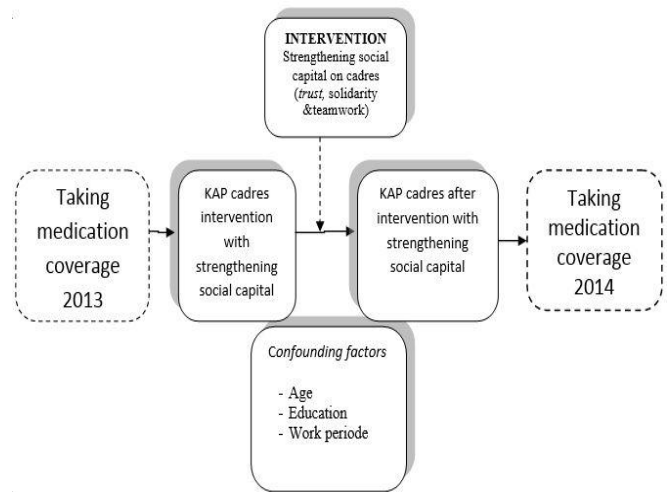 INTERVENTION
Strengthening social
capital on cadres
(trust, solidarity
&teamwork)
Taking
medication
coverage
2013
KAP cadres
intervention
with
strengthening
social capital
KAP cadres after
intervention with
strengthening
social capital
Taking
medication
coverage
2014
Confounding factors
- Age
- Education
- Work periode